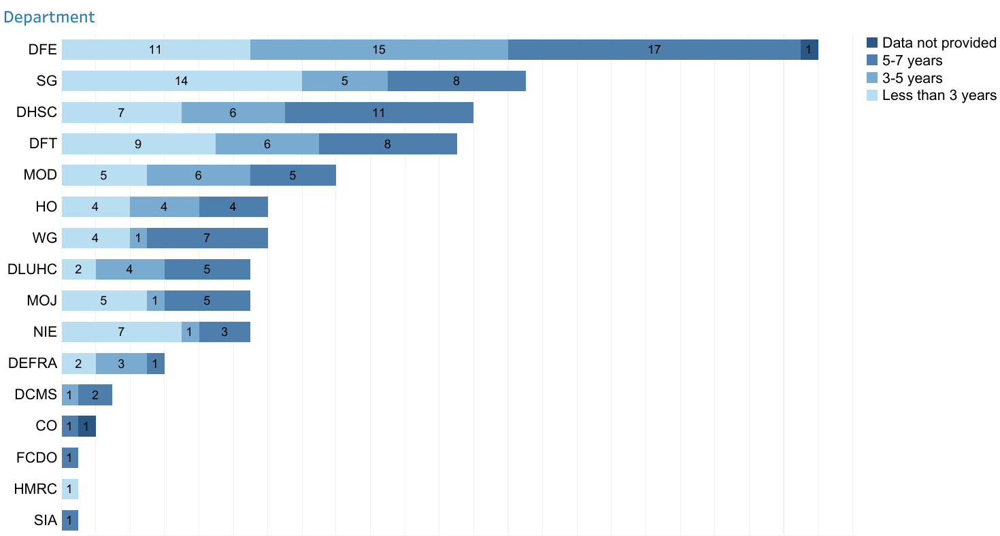 Department
DFE 11 15 17 1
SG 14 5 8
DHSC 7 6 11
DFT 9 6 8
MOD 5 6 5
HO 4 4 4
WG 4 1 7
DLUHC 2 4 5
MOJ 5 1 5
NIE 7 1 3
DEFRA 2 3 1
DCMS 1 2
CO 1 1
FCDO 1
HMRC 1
SIA 1
Data not provided
5-7 years
3-5 years
Less than 3 years